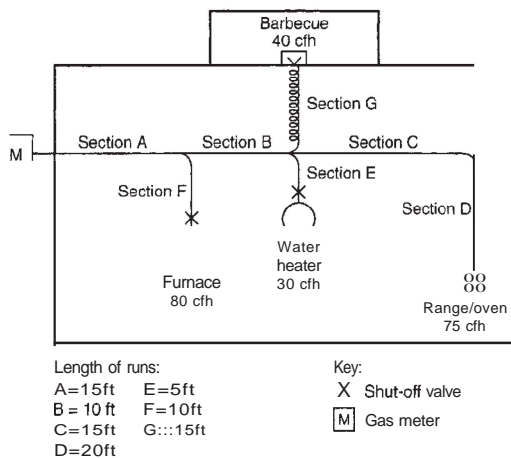 Barbecue
40 cfh
Section G
M
Section A
Section B
Section C
Section E
Section F
Section D
Water
heater
30 cfh
Furnace
80 cfh
Range/oven
75 cfh
Length of runs:
A=15ft E=5ft
B = 10 ft F=10ft
C=15ft G:::15ft
D=20ft
Key:
X Shut-off valve
M Gas meter